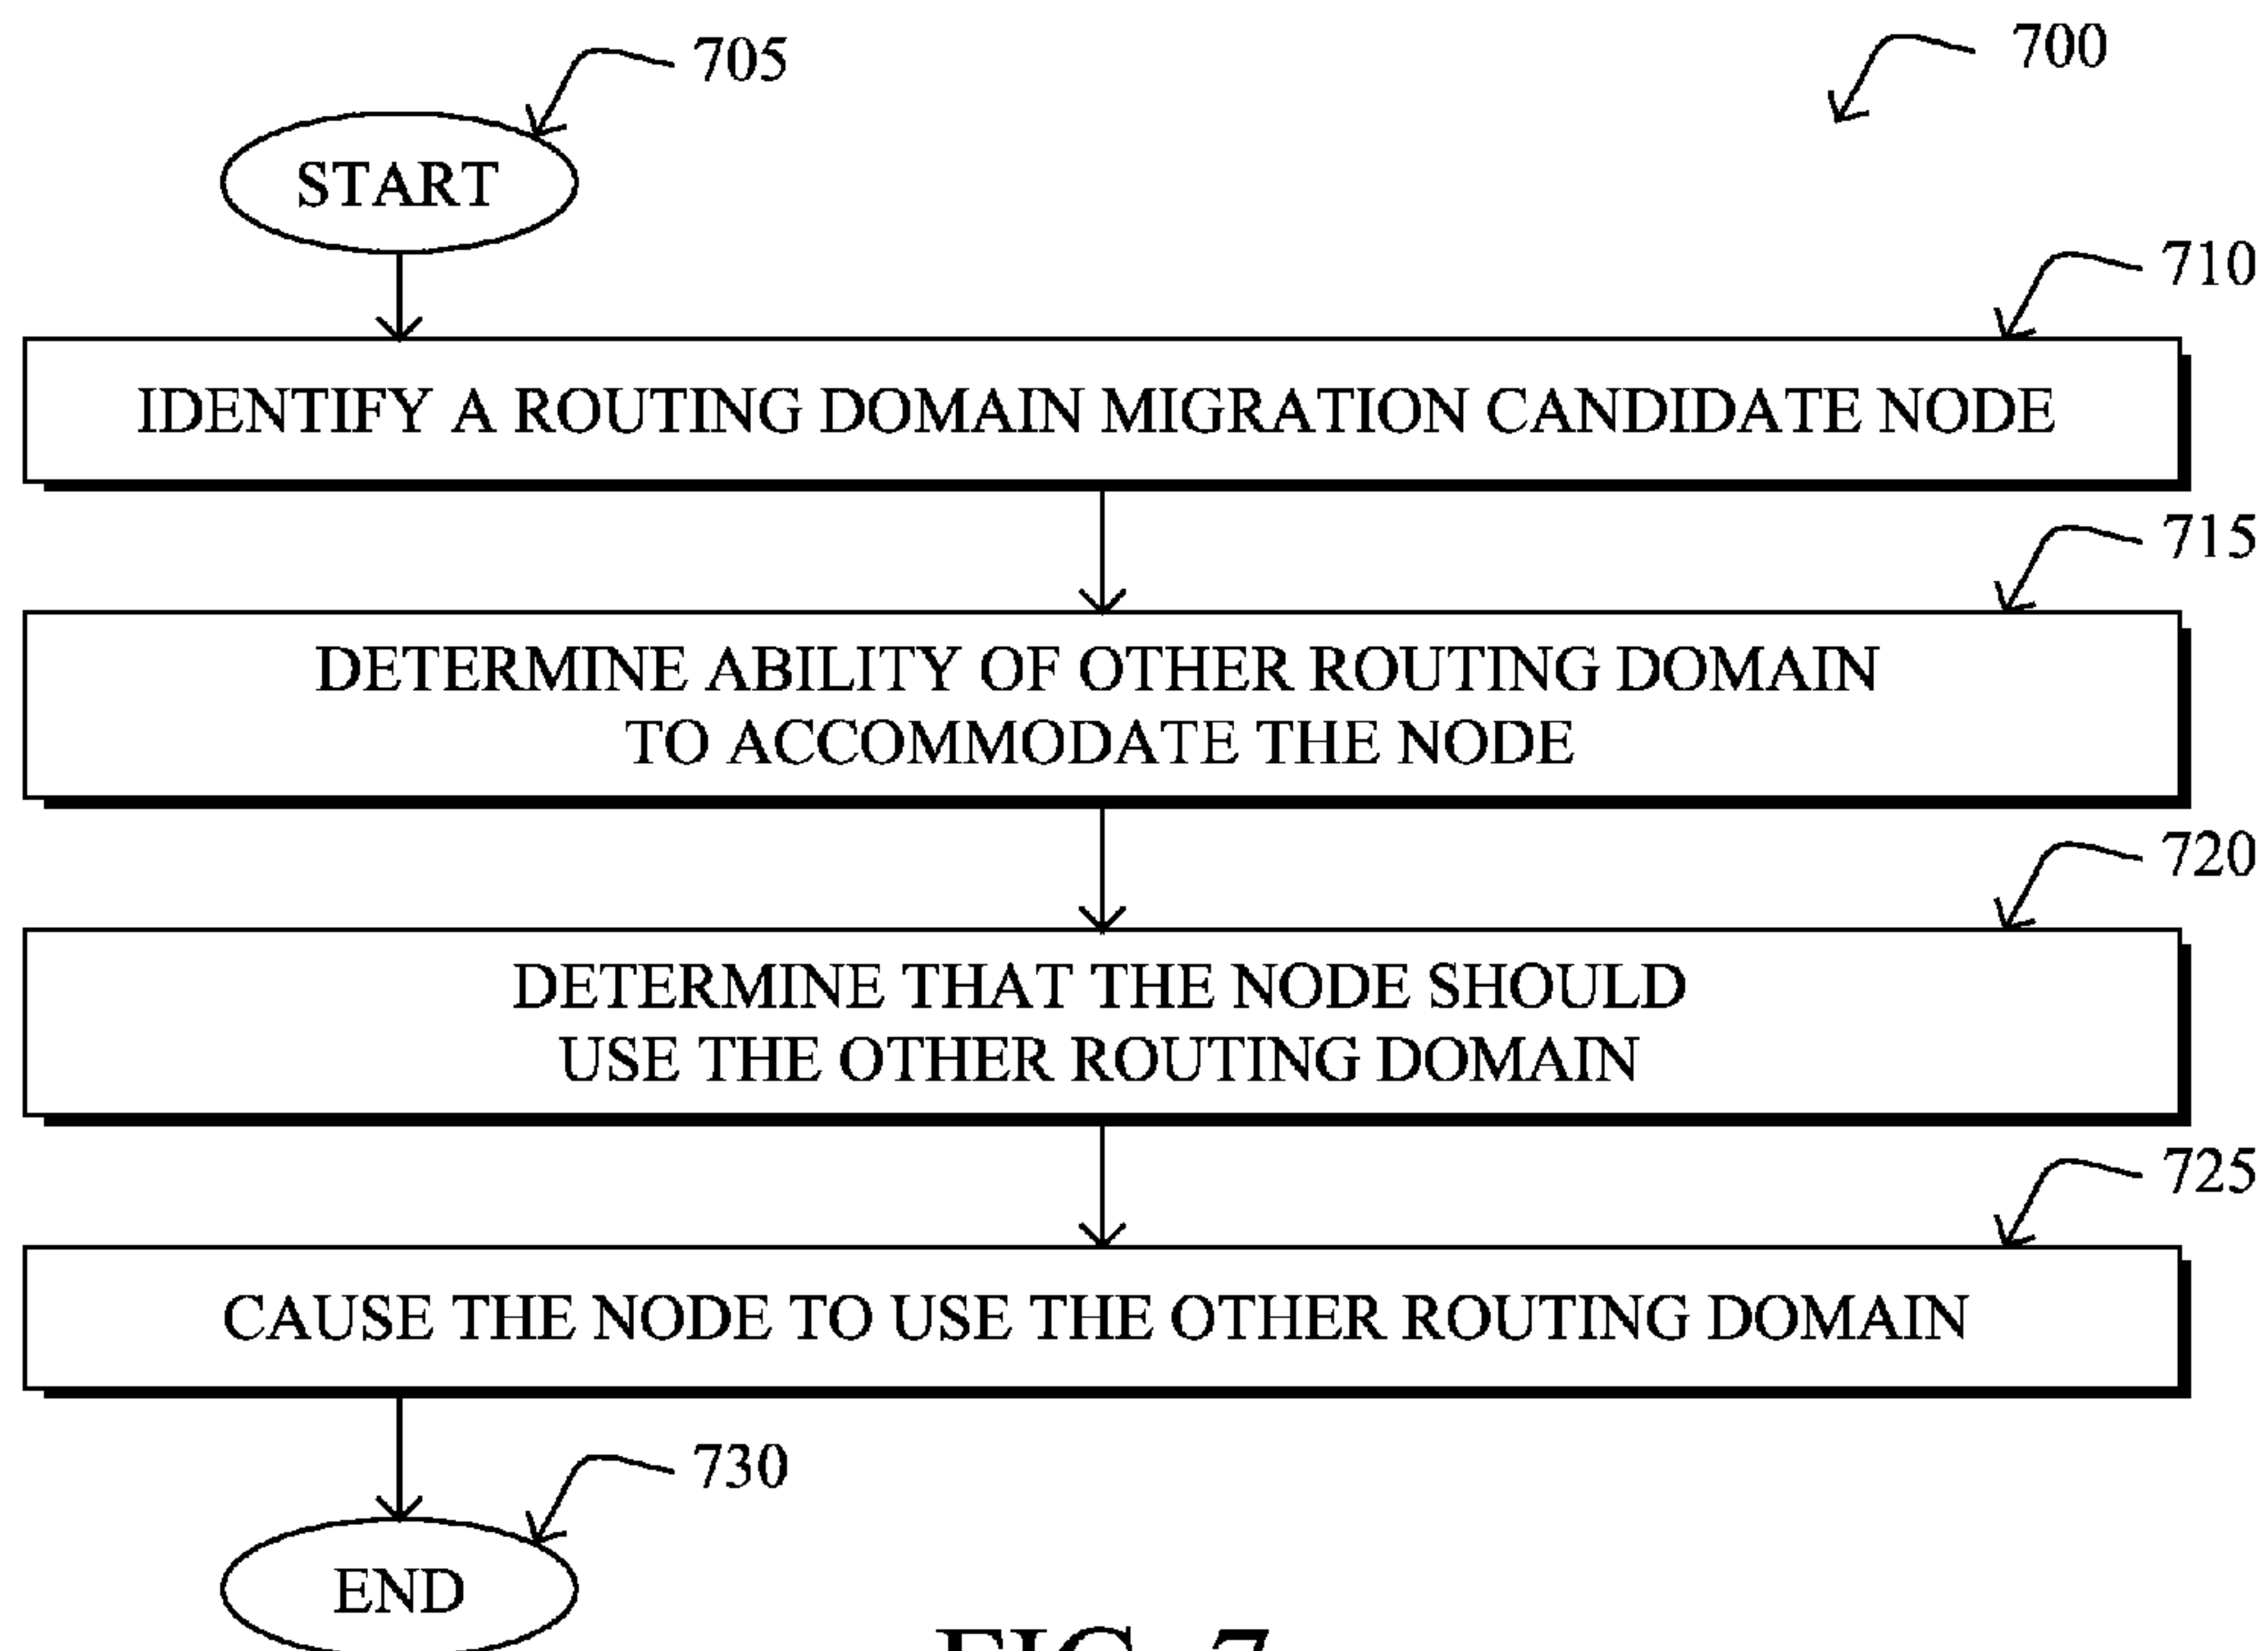 705
700
START
710
IDENTIFY A ROUTING DOMAIN MIGRATION CANDIDATE NODE
715
DETERMINE ABILITY OF OTHER ROUTING DOMAIN
TO ACCOMMODATE THE NODE
720
DETERMINE THAT THE NODE SHOULD
USE THE OTHER ROUTING DOMAIN
725
CAUSE THE NODE TO USE THE OTHER ROUTING DOMAIN
730
END
FIG. 7